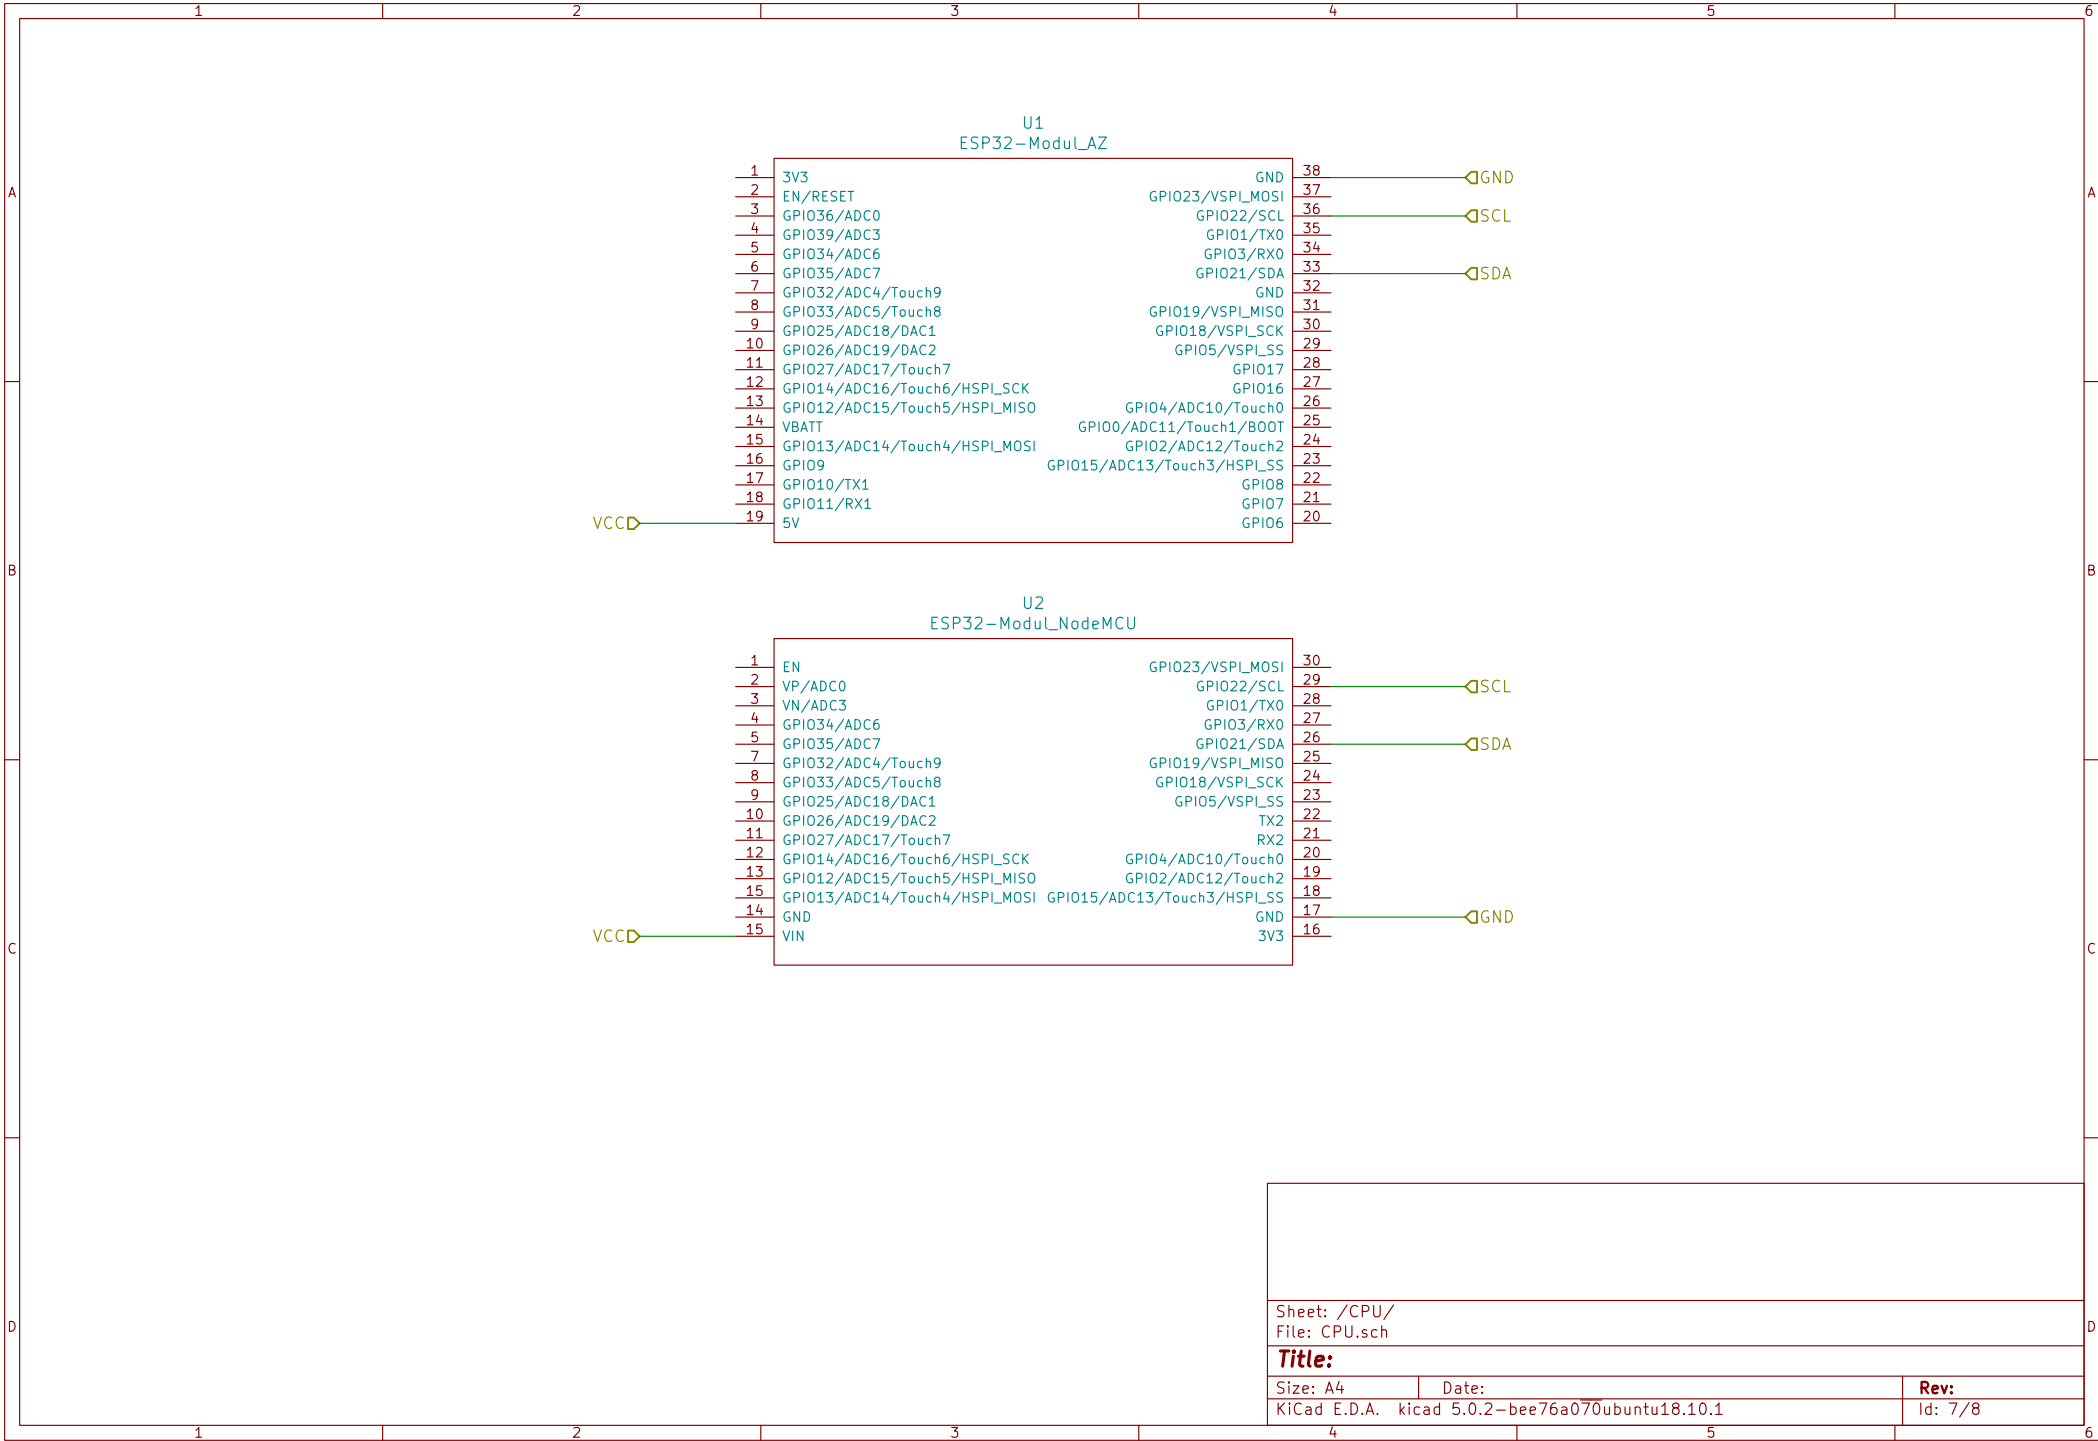 1 2 3 4 5 6
U1
ESP32-Modul_AZ
1 3V3 GND 38 GND
2 EN/RESET GPIO23/VSPI_MOSI 37
A 3 GPIO36/ADC0 GPIO22/SCL 36 SCL A
4 GPIO39/ADC3 GPIO1/TX0 35
5 GPIO34/ADC6 GPIO3/RX0 34
6 GPIO35/ADC7 GPIO21/SDA 33 SDA
7 GPIO32/ADC4/Touch9 GND 32
8 GPIO33/ADC5/Touch8 GPIO19/VSPI_MISO 31
9 GPIO25/ADC18/DAC1 GPIO18/VSPI_SCK 30
10 GPIO26/ADC19/DAC2 GPIO5/VSPI_SS 29
11 GPIO27/ADC17/Touch7 GPIO17 28
12 GPIO14/ADC16/Touch6/HSPI_SCK GPIO16 27
13 GPIO12/ADC15/Touch5/HSPI_MISO GPIO4/ADC10/Touch0 26
14 VBATT GPIO0/ADC11/Touch1/BOOT 25
15 GPIO13/ADC14/Touch4/HSPI_MOSI GPIO2/ADC12/Touch2 24
16 GPIO9 GPIO15/ADC13/Touch3/HSPI_SS 23
17 GPIO10/TX1 GPIO8 22
18 GPIO11/RX1 GPIO7 21
VCC 19 5V GPIO6 20
B B
U2
ESP32-Modul_NodeMCU
1 EN GPIO23/VSPI_MOSI 30
2 VP/ADC0 GPIO22/SCL 29 SCL
3 VN/ADC3 GPIO1/TX0 28
4 GPIO34/ADC6 GPIO3/RX0 27
5 GPIO35/ADC7 GPIO21/SDA 26 SDA
7 GPIO32/ADC4/Touch9 GPIO19/VSPI_MISO 25
8 GPIO33/ADC5/Touch8 GPIO18/VSPI_SCK 24
9 GPIO25/ADC18/DAC1 GPIO5/VSPI_SS 23
10 GPIO26/ADC19/DAC2 TX2 22
11 GPIO27/ADC17/Touch7 RX2 21
12 GPIO14/ADC16/Touch6/HSPI_SCK GPIO4/ADC10/Touch0 20
13 GPIO12/ADC15/Touch5/HSPI_MISO GPIO2/ADC12/Touch2 19
15 GPIO13/ADC14/Touch4/HSPI_MOSI GPIO15/ADC13/Touch3/HSPI_SS 18
14 GND GND 17 GND
VCC 15 VIN 3V3 16
C C
Sheet: /CPU/
D File: CPU.sch D
Title:
Size: A4 Date: Rev:
KiCad E.D.A. kicad 5.0.2-bee76a070ubuntu18.10.1 Id: 7/8
1 2 3 4 5 6